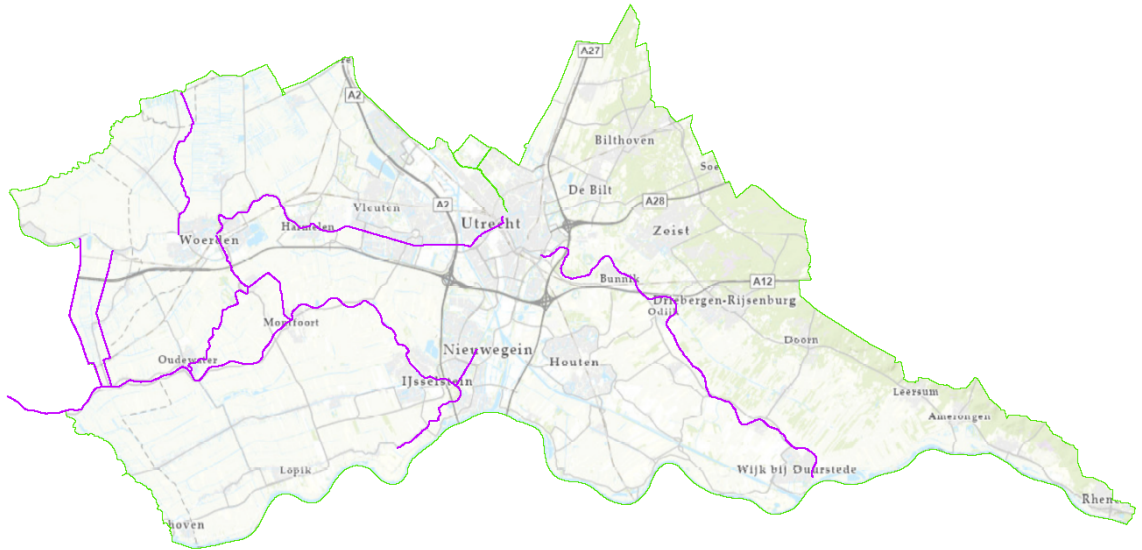 A27
A2
Bilthoven
De Bilt
A28
Vleuten
A2
Utrecht
Zeist
Harmelen
Woerden
Bunnik
A12
Driebergen-Rijsenburg
Odijk
Montfoort
Doorn
Nieuwegein
Oudewater
Houten
IJsselstein
Leersum
Amerongen
Lopik
Wijk bij Duurstede
Rhen
hoven